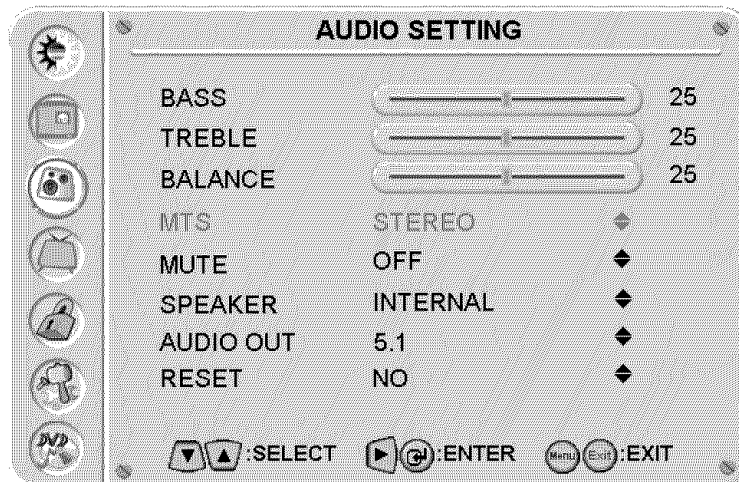 AUDIO SETTING
BASS 25
TREBLE 25
BALANCE 25
MTS STEREO
MUTE OFF
SPEAKER INTERNAL
AUDIO OUT 5.1
RESET NO
DVD
:SELECT :ENTER Menu Exit :EXIT